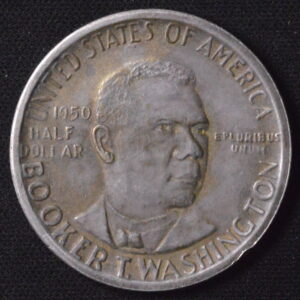 UNITED STATES OF AMERICA
1950
HALF
DOLLAR
E PLURIBUS
UNUM
BOOKER T. WASHINGTON